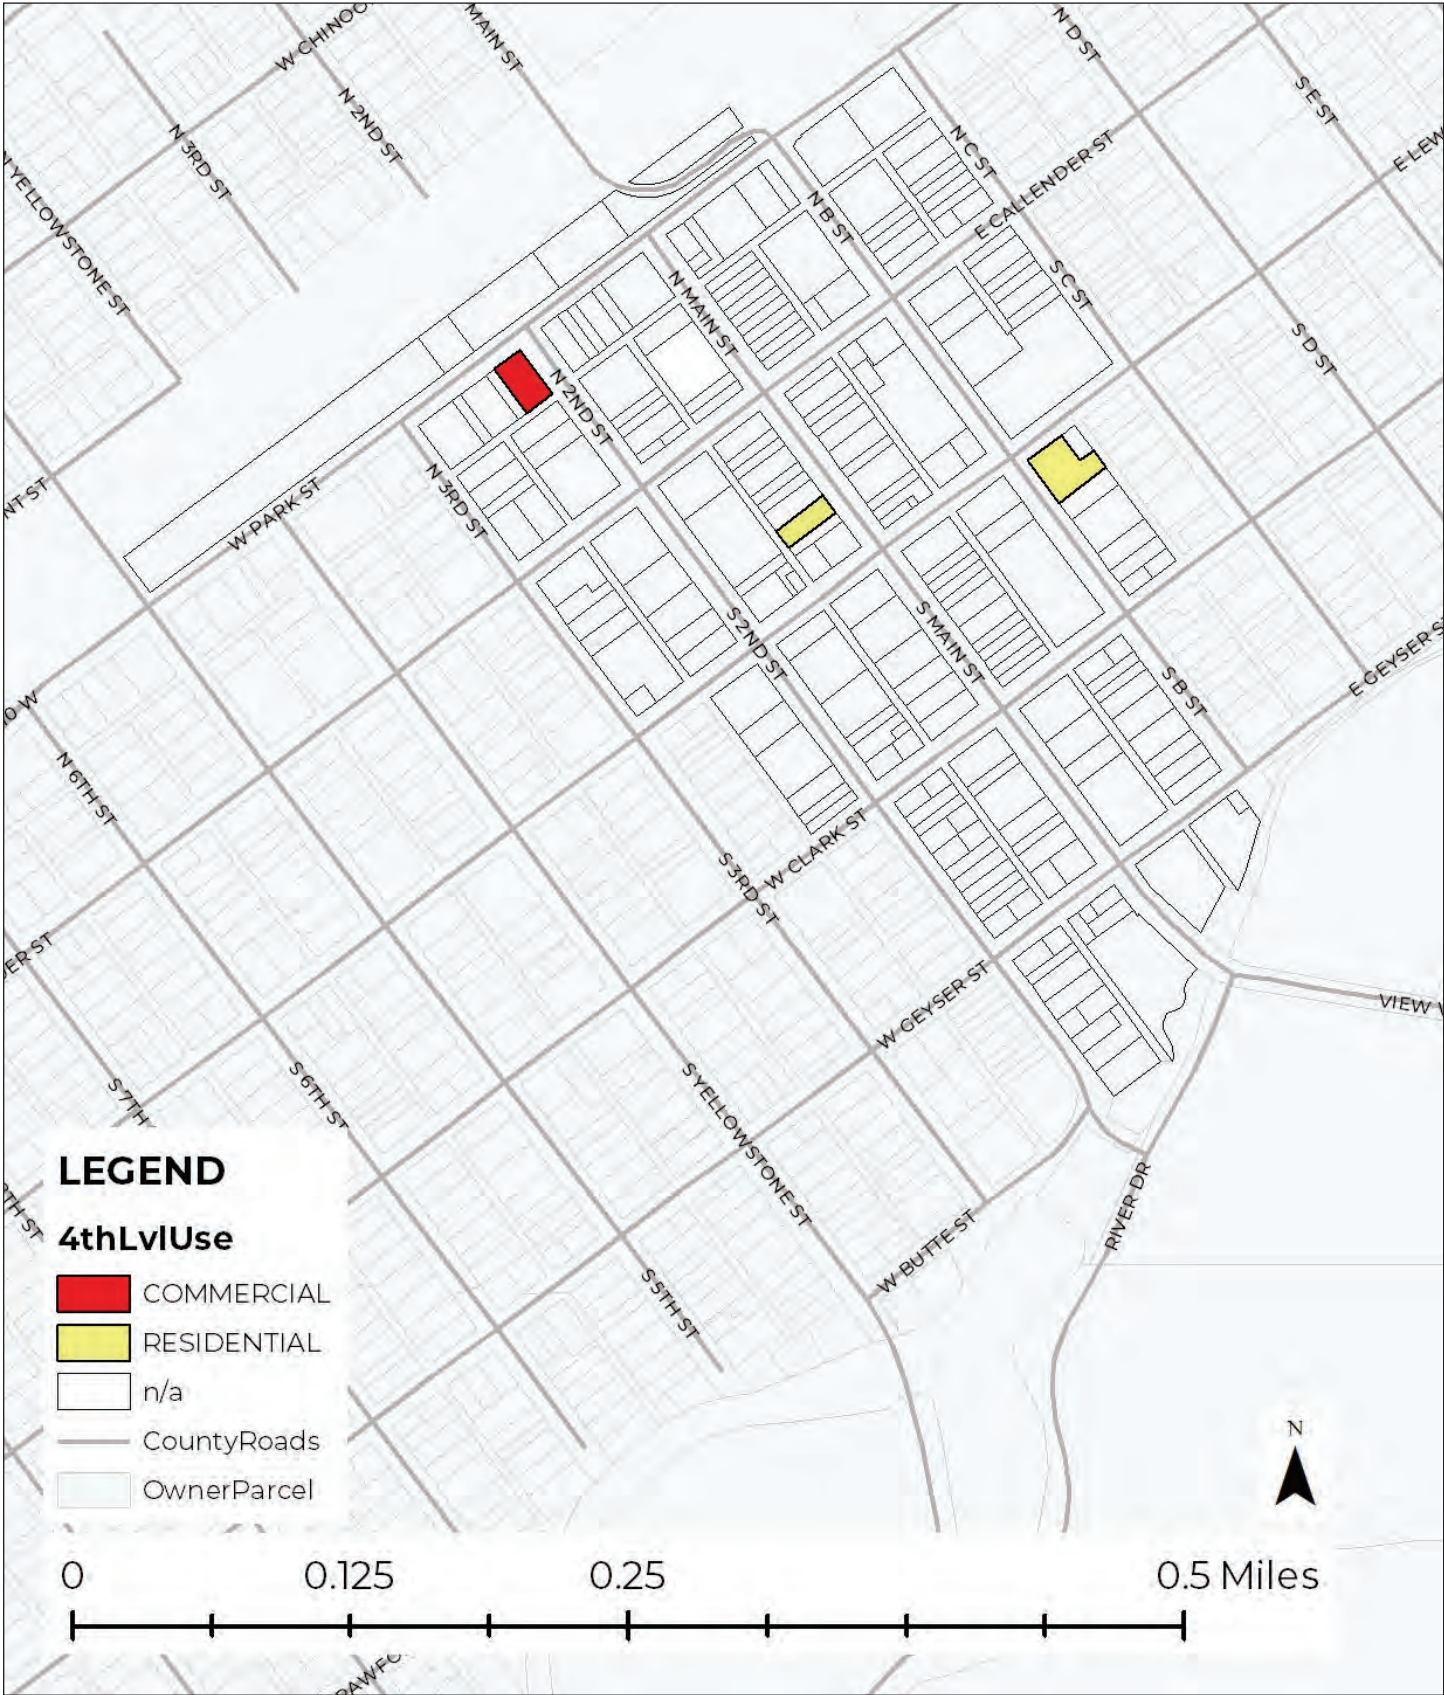 W CHINOO
MAIN ST
N D ST
S E ST
N 2ND ST
N 3RD ST
N C ST
E CALLENDER ST
E LEW
YELLOWSTONE ST
N B ST
S C ST
N MAIN ST
S D ST
N 2ND ST
N 3RD ST
NT ST
W PARK ST
S 2ND ST
S MAIN ST
E GEYSER S
S B ST
O W
N 6TH ST
W CLARK ST
S 3RD ST
ER ST
W GEYSER ST
VIEW V
S 7TH
S 6TH ST
S YELLOWSTONE ST
TH ST
RIVER DR
W BUTTE ST
S 5TH ST
LEGEND
4thLvlUse
COMMERCIAL
RESIDENTIAL
n/a
CountyRoads
OwnerParcel
N
0 0.125 0.25 0.5 Miles
AWFO